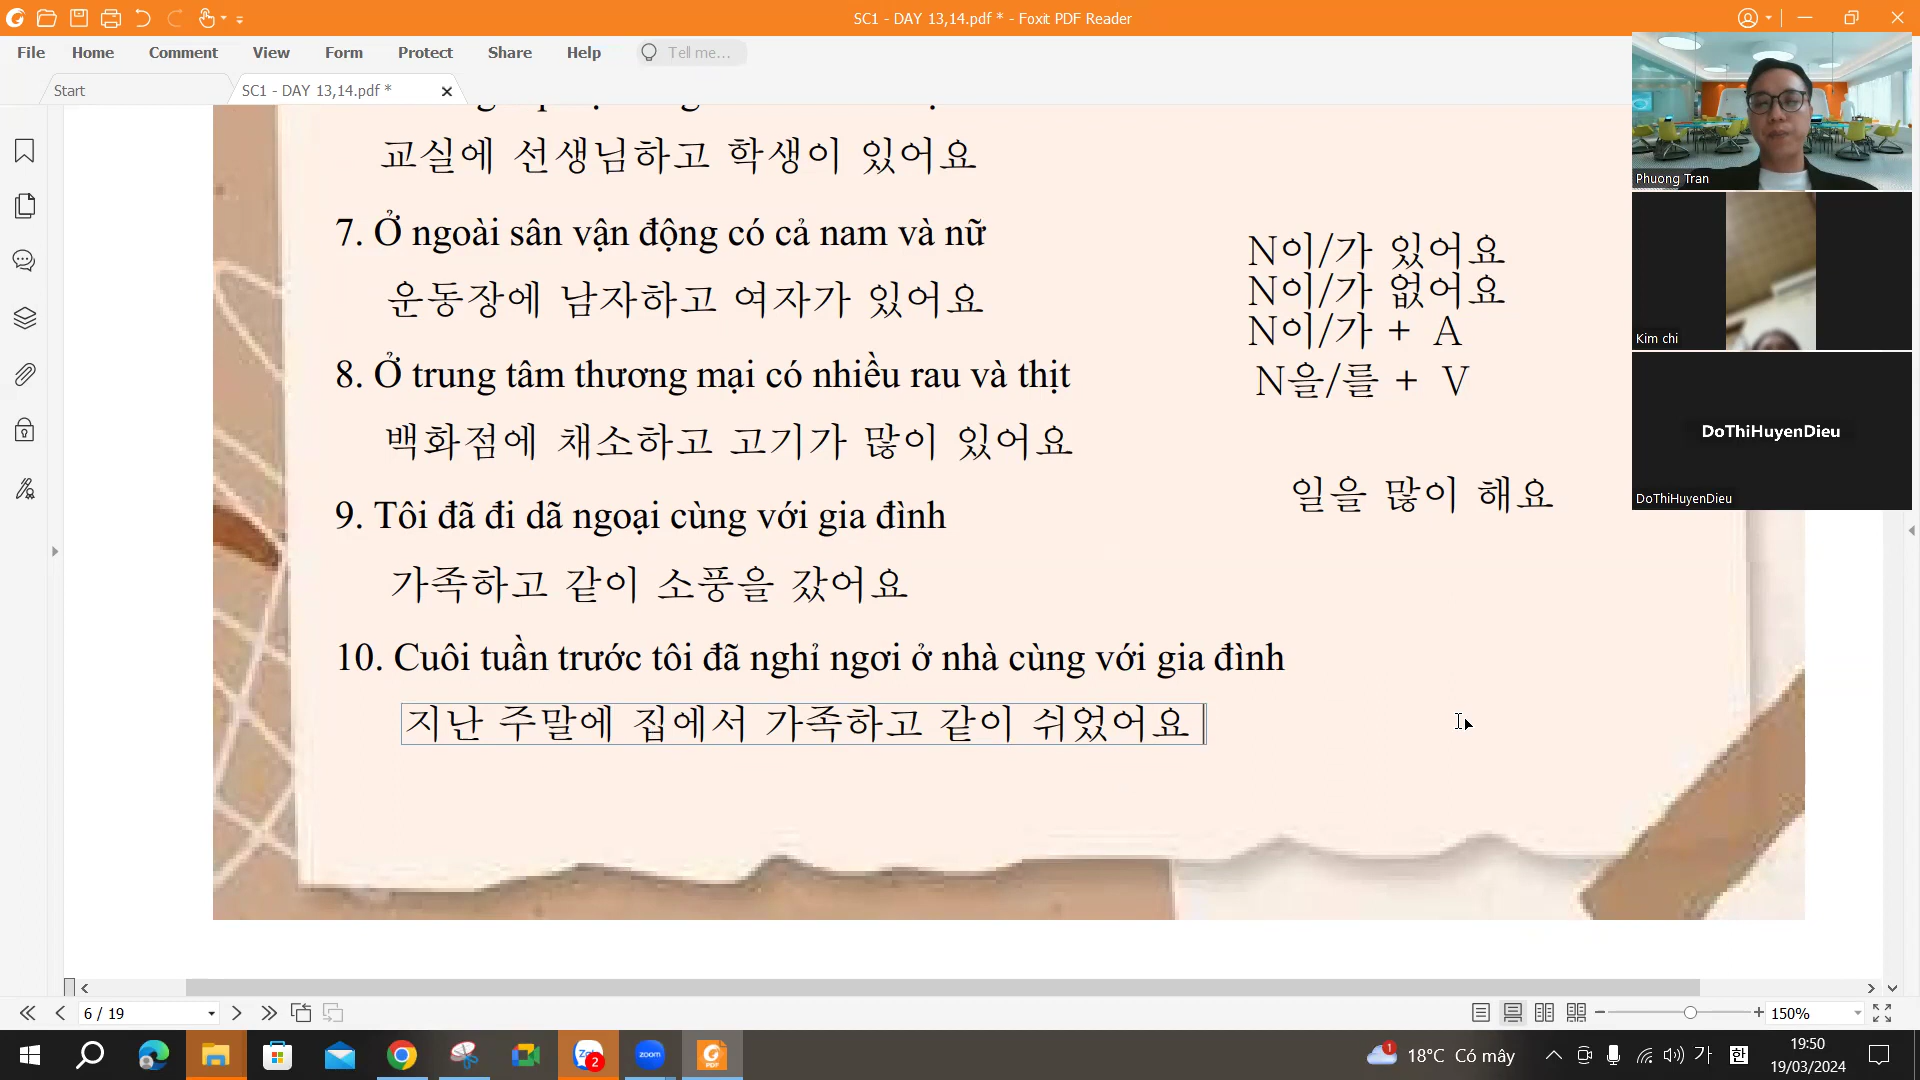 SC1 - DAY 13,14.pdf * - Foxit PDF Reader
File Home Comment View Form Protect Share Help Tell me...
Start
SC1 - DAY 13,14.pdf *
교실에 선생님하고 학생이 있어요
7. Ở ngoài sân vận động có cả nam và nữ
운동장에 남자하고 여자가 있어요
8. Ở trung tâm thương mại có nhiều rau và thịt
백화점에 채소하고 고기가 많이 있어요
9. Tôi đã đi dã ngoại cùng với gia đình
가족하고 같이 소풍을 갔어요
10. Cuôi tuần trước tôi đã nghỉ ngơi ở nhà cùng với gia đình
지난 주말에 집에서 가족하고 같이 쉬었어요
N이/가 있어요
N이/가 없어요
N이/가 + A
N을/를 + V
일을 많이 해요
Phuong Tran
Kim chi
DoThiHuyenDieu
DoThiHuyenDieu
6 / 19
150%
2
zoom
1
18°C Có mây
가
한
19:50
19/03/2024